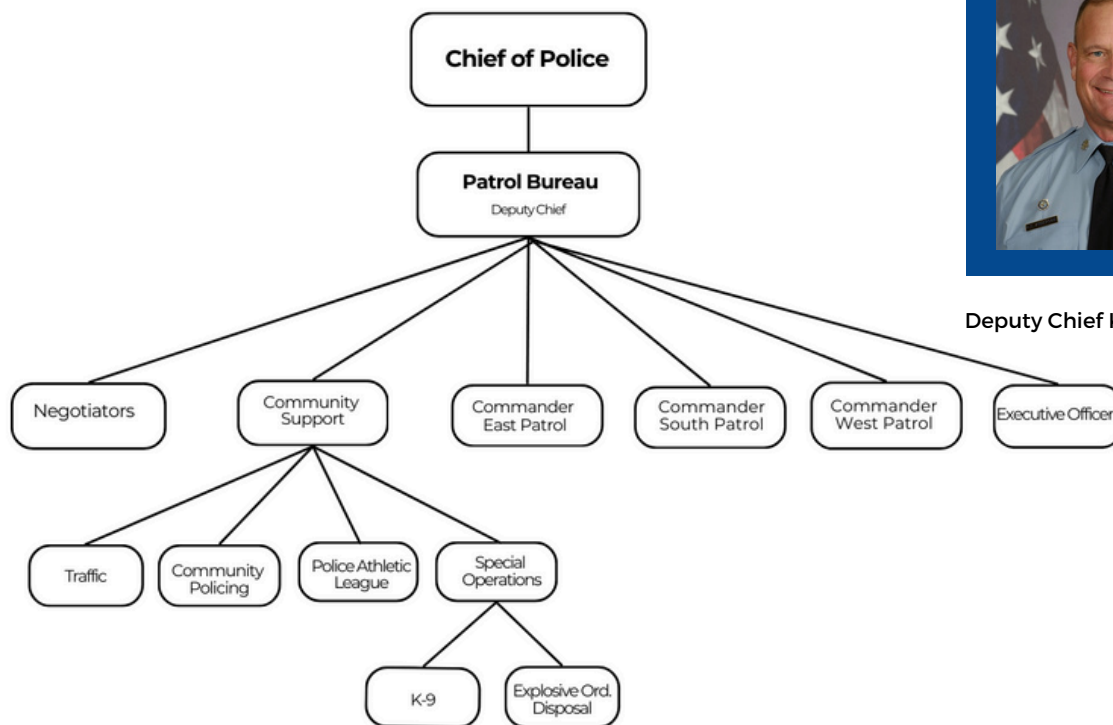 Chief of Police
Patrol Bureau
Deputy Chief
Deputy Chief
Negotiators
Community
Support
Commander
East Patrol
Commander
South Patrol
Commander
West Patrol
Executive Officer
Traffic
Community
Policing
Police Athletic
League
Special
Operations
K-9
Explosive Ord.
Disposal